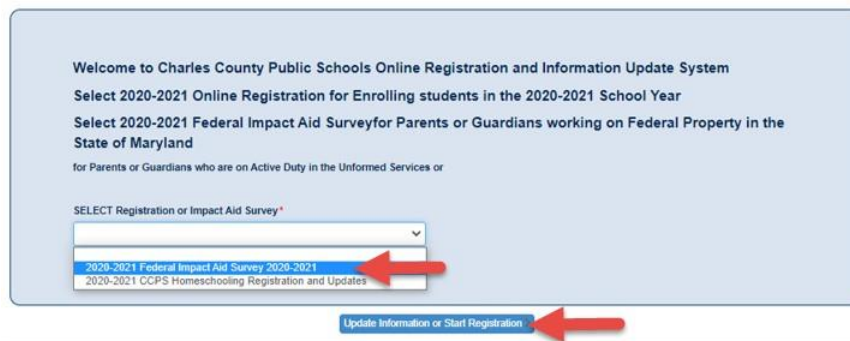 Welcome to Charles County Public Schools Online Registration and Information Update System
Select 2020-2021 Online Registration for Enrolling students in the 2020-2021 School Year
Select 2020-2021 Federal Impact Aid Surveyfor Parents or Guardians working on Federal Property in the
State of Maryland
for Parents or Guardians who are on Active Duty in the Unformed Services or
SELECT Registration or Impact Aid Survey*
2020-2021 Federal Impact Aid Survey 2020-2021
2020-2021 CCPS Homeschooling Registration and Updates
Update Information or Start Registration